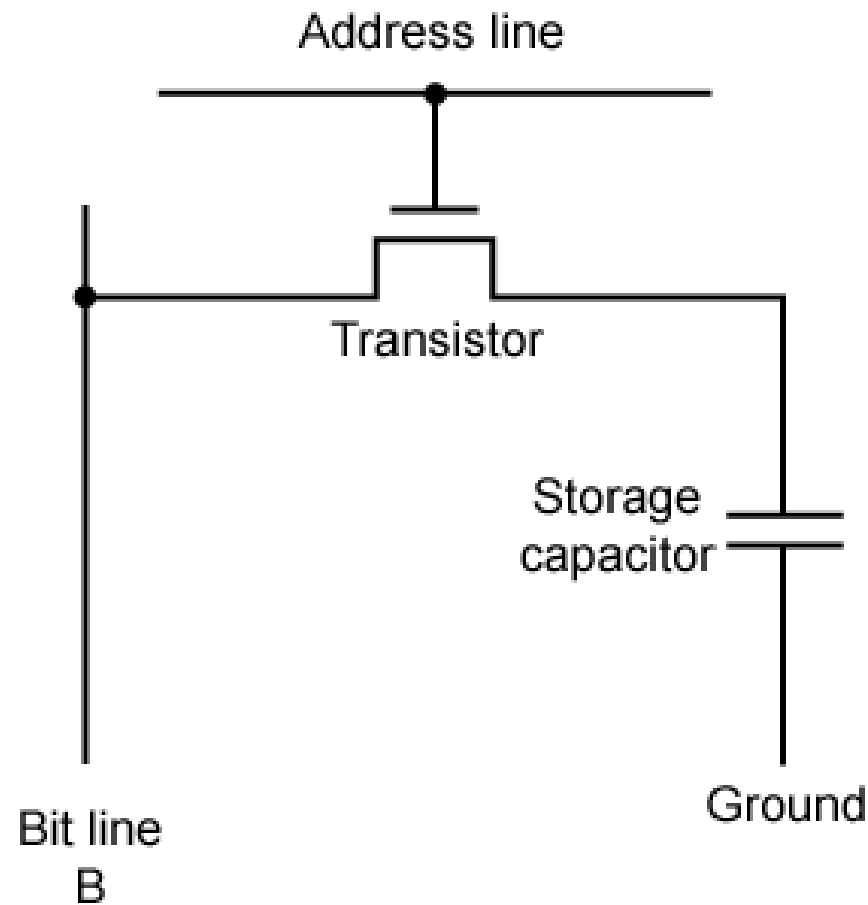 Address line
Transistor
Storage
capacitor
Ground
Bit line
B